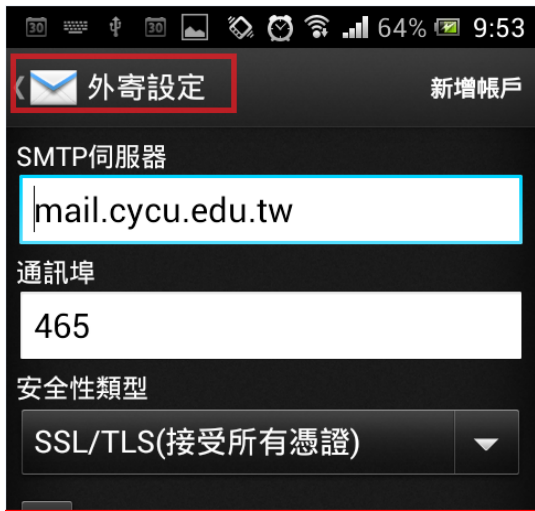 30 30 64% 9:53
外寄設定 新增帳戶
SMTP伺服器
mail.cycu.edu.tw
通訊埠
465
安全性類型
SSL/TLS(接受所有憑證)